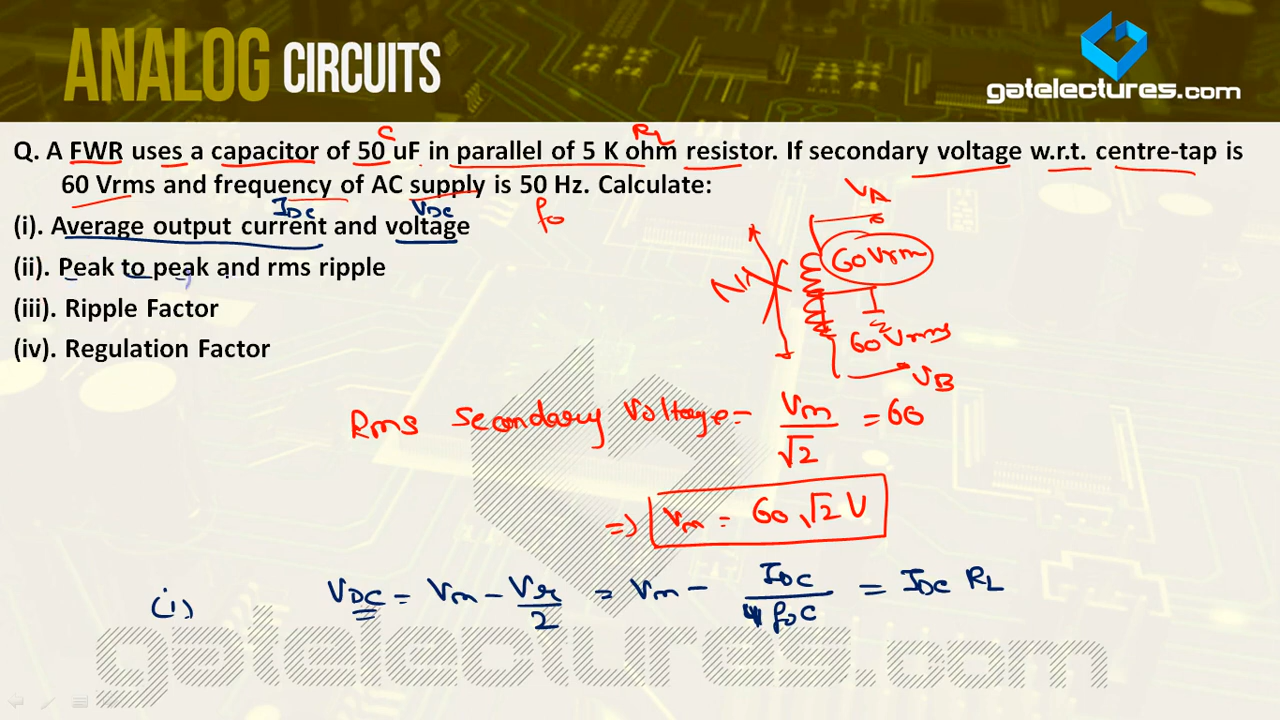 ANALOG CIRCUITS
gatelectures.com
C
RL
Q. A FWR uses a capacitor of 50 uF in parallel of 5 K ohm resistor. If secondary voltage w.r.t. centre-tap is
60 Vrms and frequency of AC supply is 50 Hz. Calculate:
IDC VDC fo VA
(i). Average output current and voltage
60Vrm
(ii). Peak to peak and rms ripple
(iii). Ripple Factor
60Vrms
(iv). Regulation Factor
VB
Rms Secondary Voltage = Vm/√2 = 60
=> Vm = 60√2 V
(i) VDC = Vm - Vr/2 = Vm - IDC/4foC = IDC RL
gatelectures.com